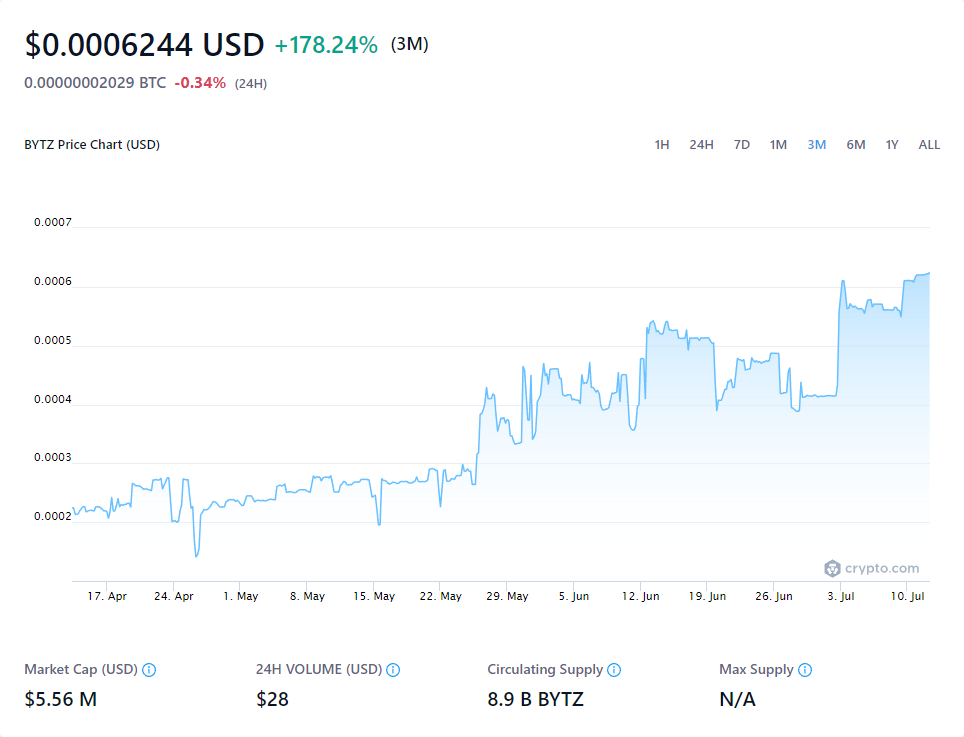 $0.0006244 USD +178.24% (3M)
0.00000002029 BTC -0.34% (24H)
BYTZ Price Chart (USD) 1H 24H 7D 1M 3M 6M 1Y ALL
0.0007
0.0006
0.0005
0.0004
0.0003
0.0002
crypto.com
17. Apr 24. Apr 1. May 8. May 15. May 22. May 29. May 5. Jun 12. Jun 19. Jun 26. Jun 3. Jul 10. Jul
Market Cap (USD) 24H VOLUME (USD) Circulating Supply Max Supply
$5.56 M $28 8.9 B BYTZ N/A